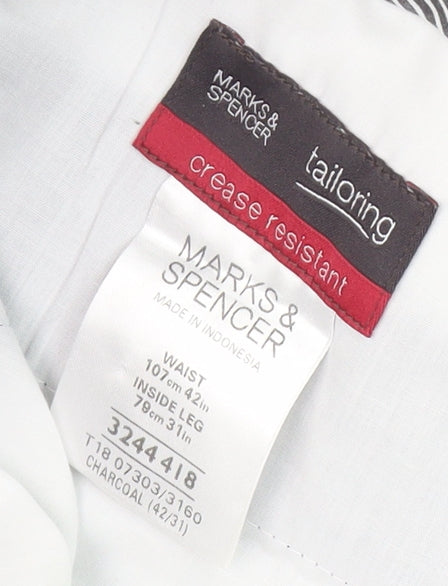 MARKS &
SPENCER
tailoring
crease resistant
MARKS &
SPENCER
MADE IN INDONESIA
WAIST
107cm 42in
INSIDE LEG
79cm 31in
3244418
T18 07303/3160
CHARCOAL (42/31)